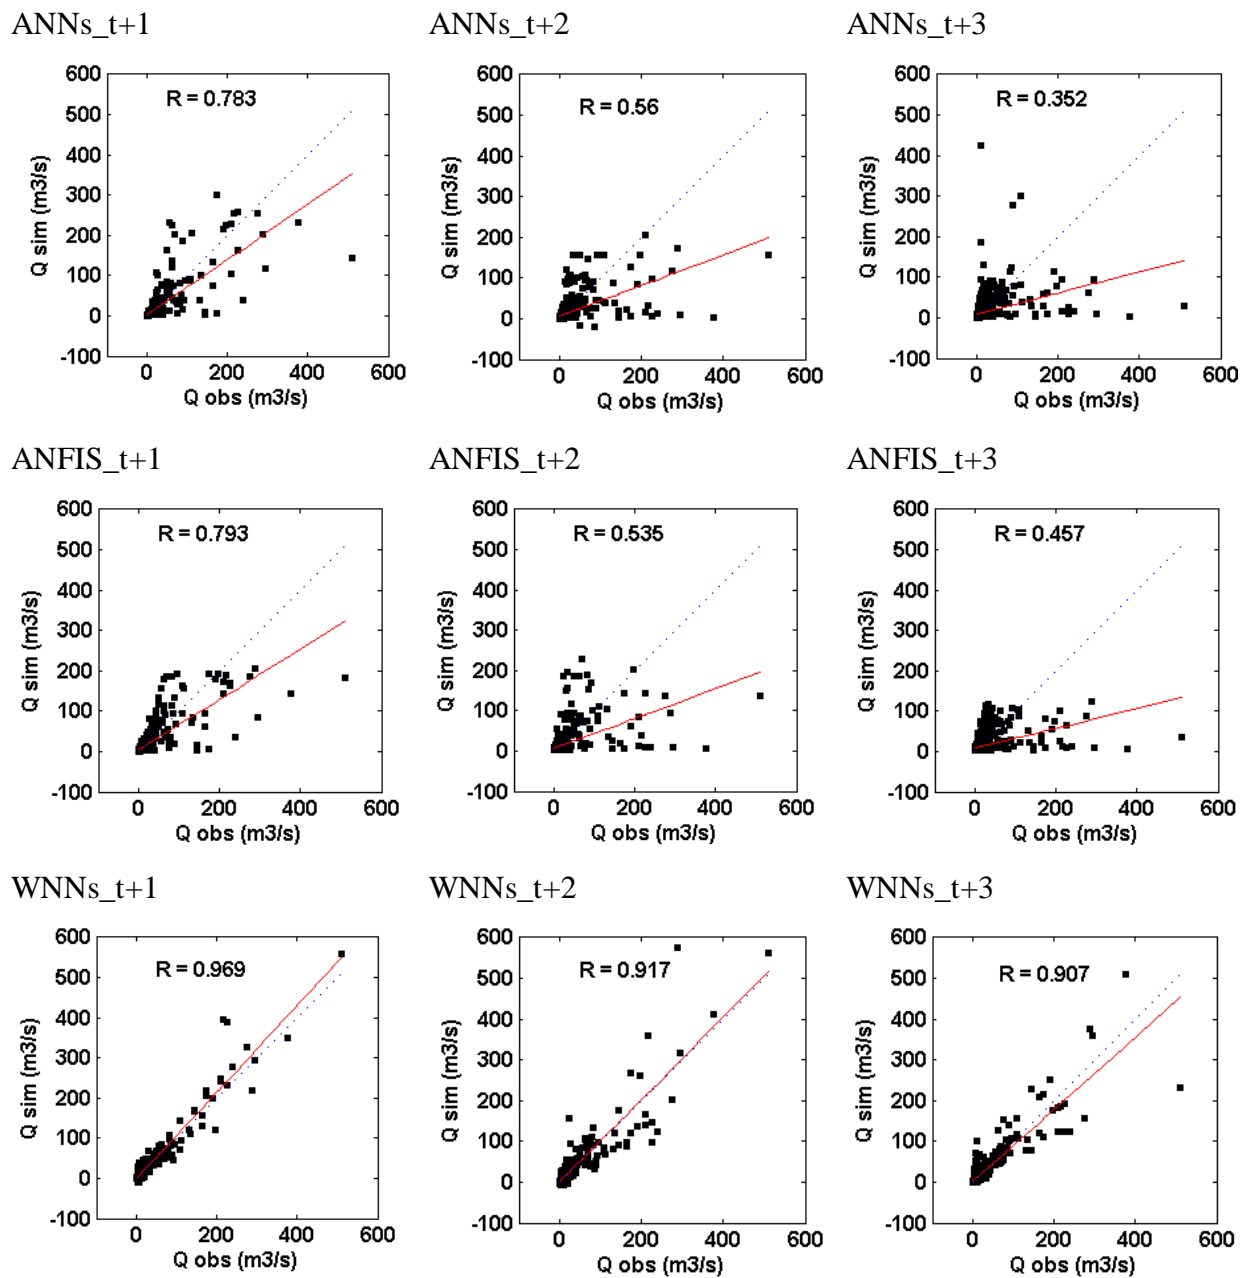 ANNs_t+1
ANNs_t+2
ANNs_t+3
R = 0.783
600
500
400
300
200
100
0
-100
Q sim (m3/s)
0 200 400 600
Q obs (m3/s)
R = 0.56
600
500
400
300
200
100
0
-100
Q sim (m3/s)
0 200 400 600
Q obs (m3/s)
R = 0.352
600
500
400
300
200
100
0
-100
Q sim (m3/s)
0 200 400 600
Q obs (m3/s)
ANFIS_t+1
ANFIS_t+2
ANFIS_t+3
R = 0.793
600
500
400
300
200
100
0
-100
Q sim (m3/s)
0 200 400 600
Q obs (m3/s)
R = 0.535
600
500
400
300
200
100
0
-100
Q sim (m3/s)
0 200 400 600
Q obs (m3/s)
R = 0.457
600
500
400
300
200
100
0
-100
Q sim (m3/s)
0 200 400 600
Q obs (m3/s)
WNNs_t+1
WNNs_t+2
WNNs_t+3
R = 0.969
600
500
400
300
200
100
0
-100
Q sim (m3/s)
0 200 400 600
Q obs (m3/s)
R = 0.917
600
500
400
300
200
100
0
-100
Q sim (m3/s)
0 200 400 600
Q obs (m3/s)
R = 0.907
600
500
400
300
200
100
0
-100
Q sim (m3/s)
0 200 400 600
Q obs (m3/s)